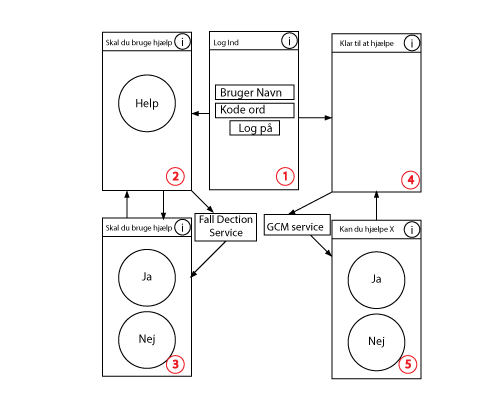 Skal du bruge hjælp i
Help
2
Log Ind i
Bruger Navn
Kode ord
Log på
1
Klar til at hjælpe i
4
Fall Dection
Service
GCM service
Skal du bruge hjælp i
Ja
Nej
3
Kan du hjælpe X i
Ja
Nej
5